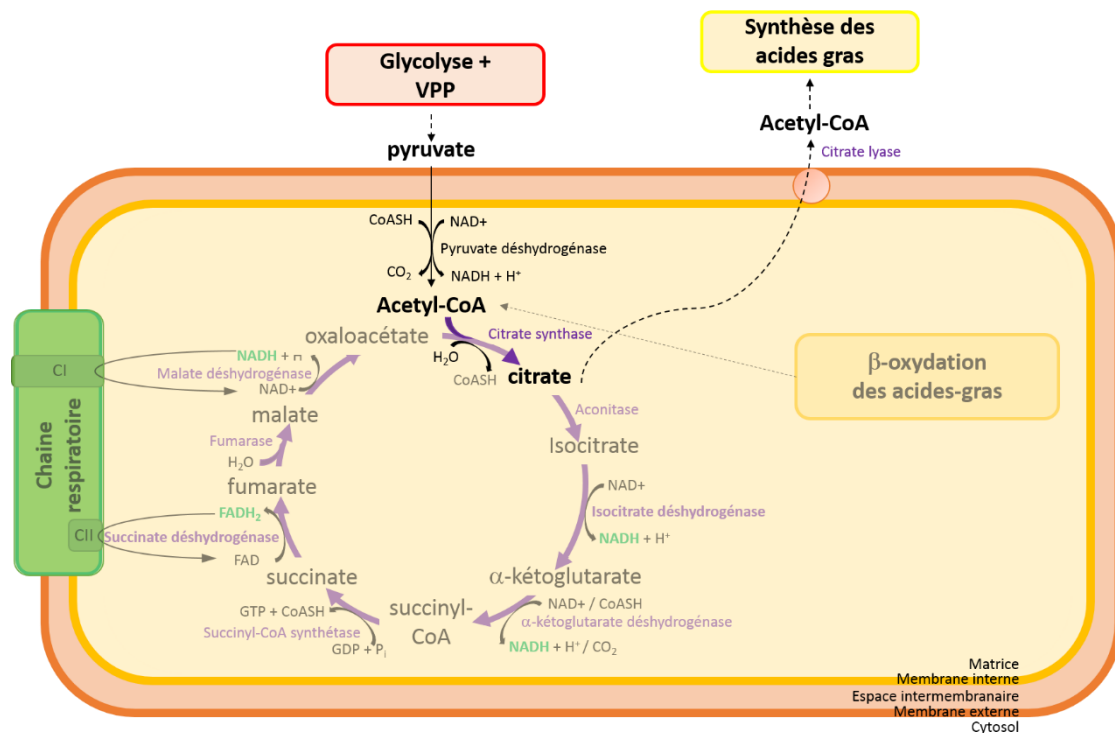 Glycolyse +
VPP
Synthèse des
acides gras
pyruvate
Acetyl-CoA
Citrate lyase
CoASH
NAD+
Pyruvate déshydrogénase
CO₂
NADH + H⁺
Acetyl-CoA
oxaloacétate
Citrate synthase
H₂O
CoASH
citrate
β-oxydation
des acides-gras
Chaine
respiratoire
CI
NADH + H
Malate déshydrogénase
NAD+
malate
Aconitase
Isocitrate
Fumarase
H₂O
fumarate
NAD+
Isocitrate déshydrogénase
NADH + H⁺
FADH₂
CII
Succinate déshydrogénase
FAD
succinate
α-kétoglutarate
NAD+ / CoASH
α-kétoglutarate déshydrogénase
NADH + H⁺ / CO₂
succinyl-
CoA
GTP + CoASH
Succinyl-CoA synthétase
GDP + Pᵢ
Matrice
Membrane interne
Espace intermembranaire
Membrane externe
Cytosol